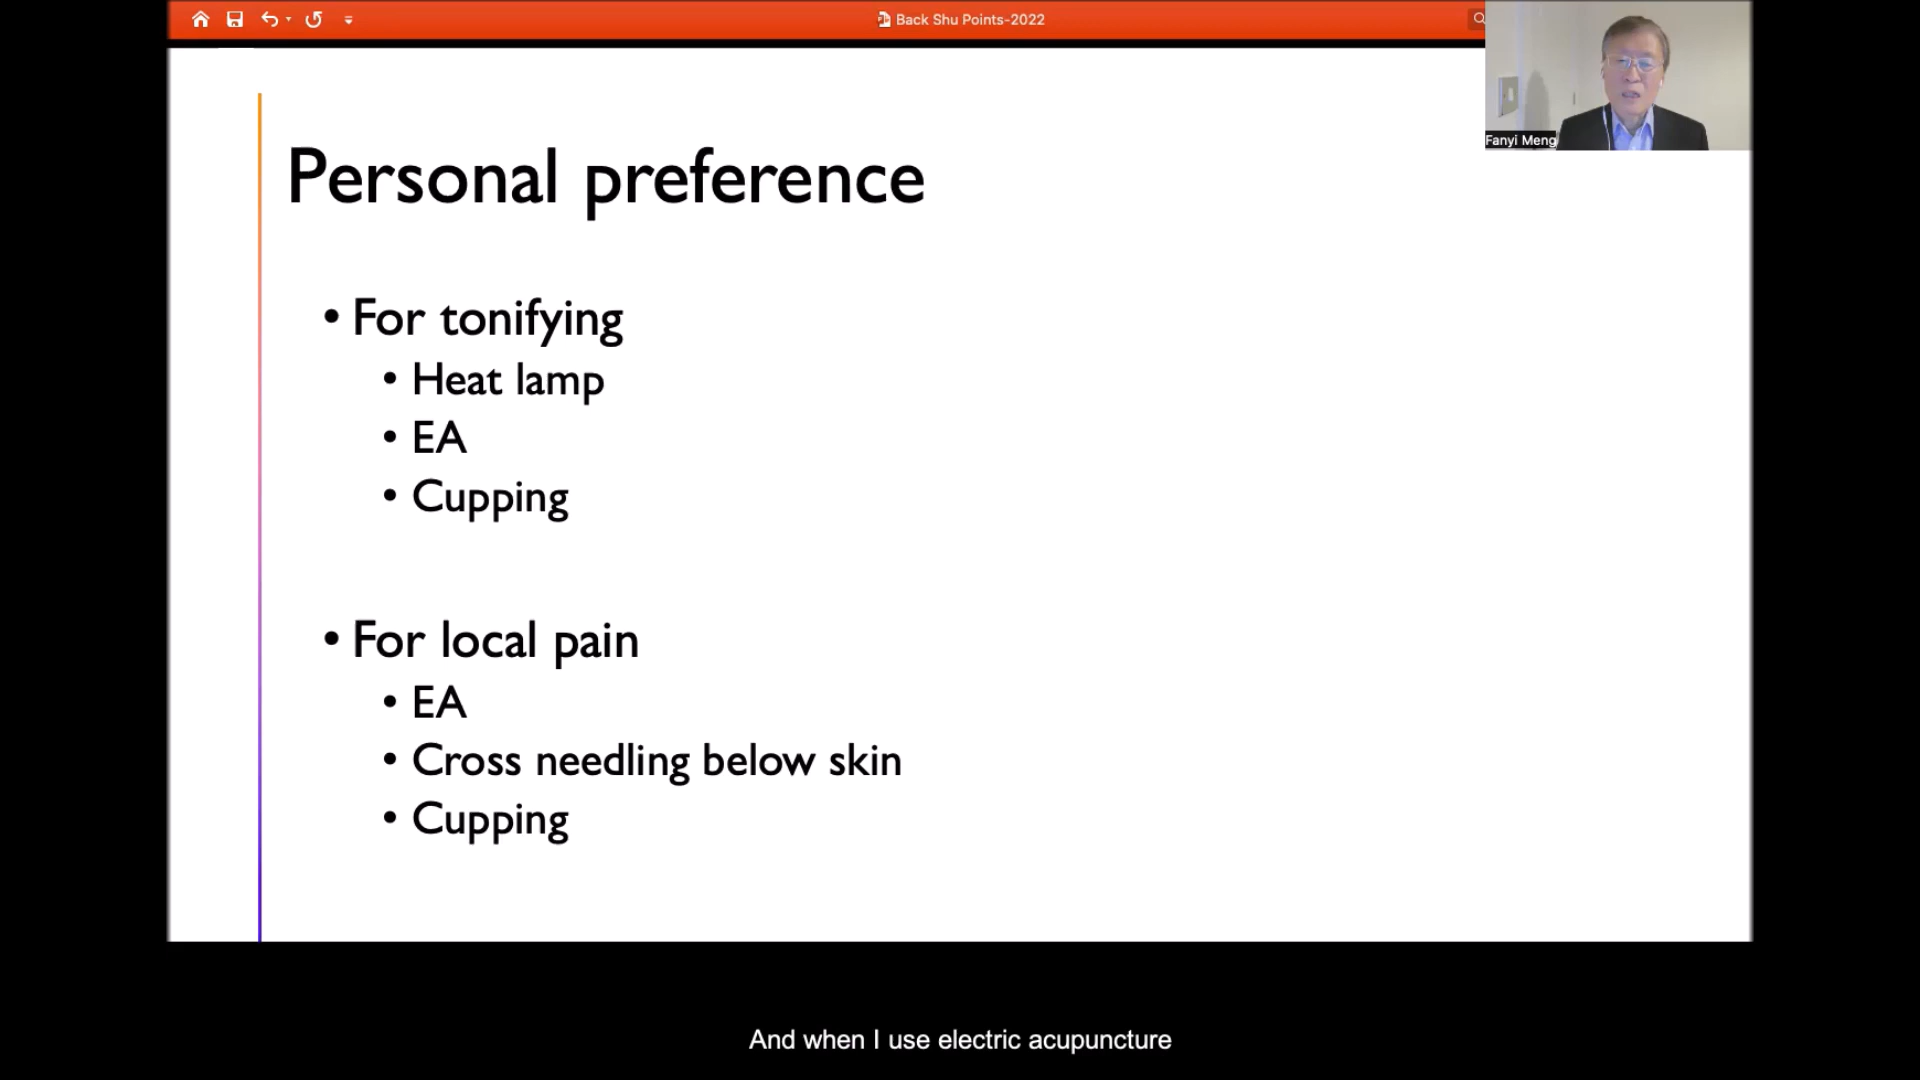 Back Shu Points-2022
Fanyi Meng
Personal preference
• For tonifying
• Heat lamp
• EA
• Cupping
• For local pain
• EA
• Cross needling below skin
• Cupping
And when I use electric acupuncture